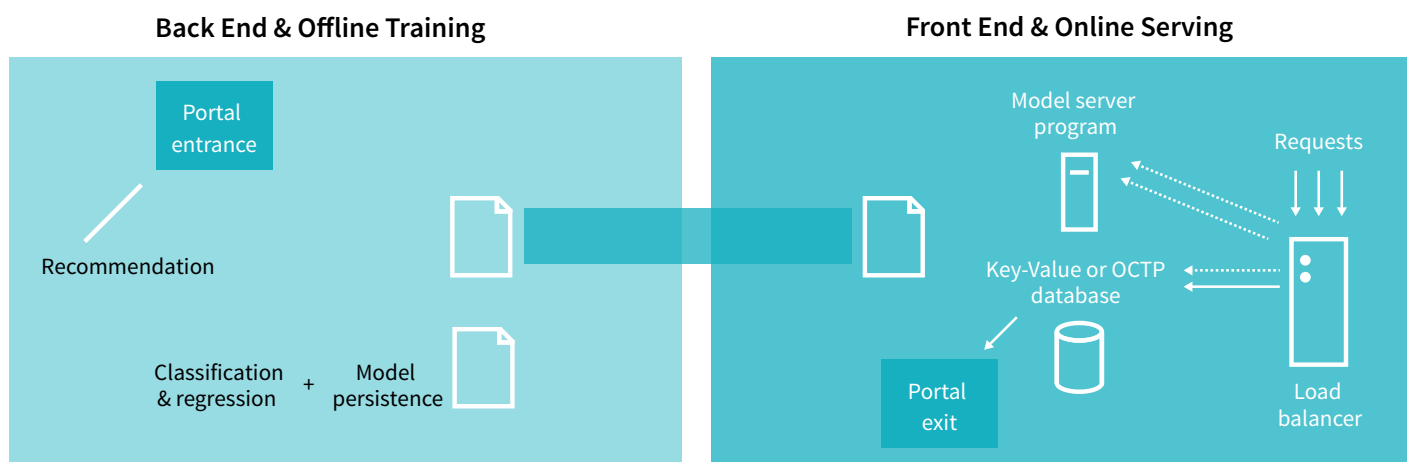 Back End & Offline Training
Portal
entrance
Recommendation
Classification
& regression
+
Model
persistence
Front End & Online Serving
Model server
program
Requests
Key-Value or OCTP
database
Portal
exit
Load
balancer